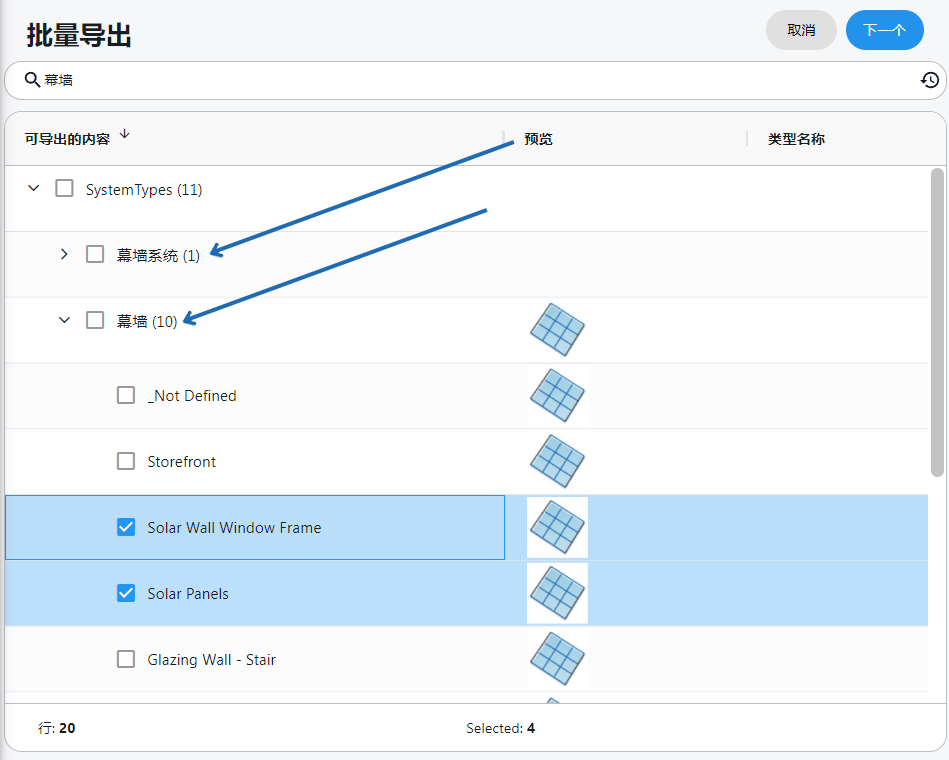 批量导出
取消
下一个
幕墙
可导出的内容
预览
类型名称
SystemTypes (11)
幕墙系统 (1)
幕墙 (10)
_Not Defined
Storefront
Solar Wall Window Frame
Solar Panels
Glazing Wall - Stair
行: 20
Selected: 4